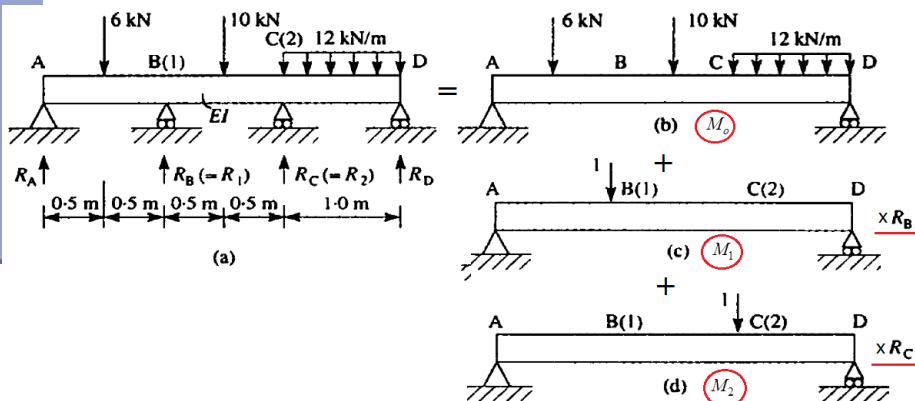 6 kN 10 kN
C(2) 12 kN/m
A B(1) D
EI
R_A R_B (= R_1) R_C (= R_2) R_D
0·5 m 0·5 m 0·5 m 0·5 m 1·0 m
(a)
=
6 kN 10 kN
12 kN/m
A B C D
(b) M_o
+
1
A B(1) C(2) D
× R_B
(c) M_1
+
1
A B(1) C(2) D
× R_C
(d) M_2